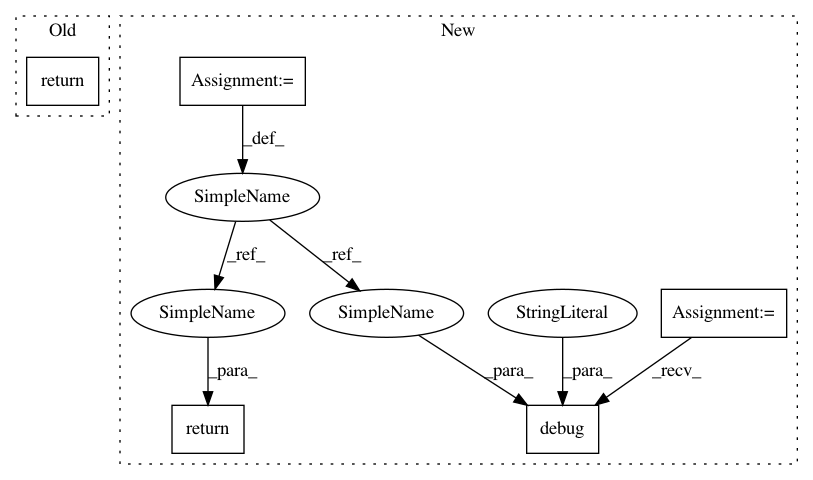 Old
New
return
Assignment:=
_def_
SimpleName
_ref_
_ref_
SimpleName
SimpleName
StringLiteral
Assignment:=
_para_
_para_
_para_
_recv_
return
debug